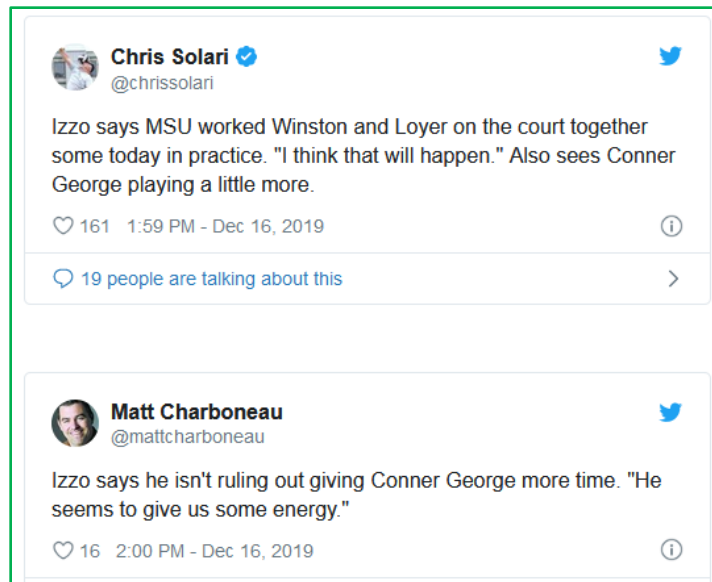 Chris Solari
@chrissolari
Izzo says MSU worked Winston and Loyer on the court together
some today in practice. "I think that will happen." Also sees Conner
George playing a little more.
161 1:59 PM - Dec 16, 2019
19 people are talking about this
Matt Charboneau
@mattcharboneau
Izzo says he isn't ruling out giving Conner George more time. "He
seems to give us some energy."
16 2:00 PM - Dec 16, 2019